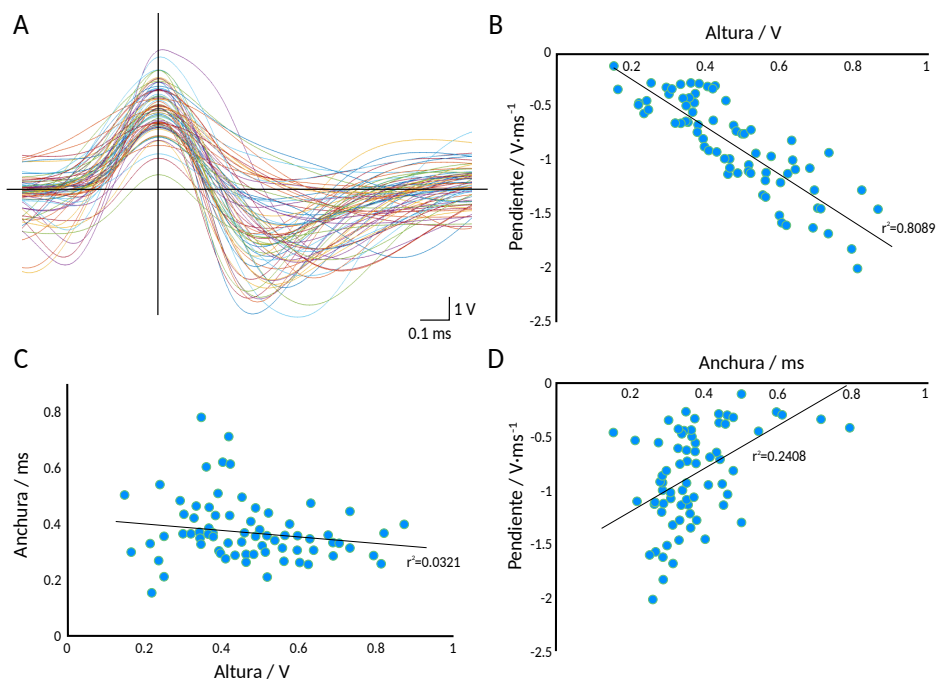 A
1 V
0.1 ms
B
Altura / V
0
0.2
0.4
0.6
0.8
1
-0.5
-1
-1.5
-2
-2.5
Pendiente / V·ms⁻¹
r²=0.8089
C
Anchura / ms
0.8
0.6
0.4
0.2
0
0
0.2
0.4
0.6
0.8
1
Altura / V
r²=0.0321
D
Anchura / ms
0
0.2
0.4
0.6
0.8
1
-0.5
-1
-1.5
-2
-2.5
Pendiente / V·ms⁻¹
r²=0.2408